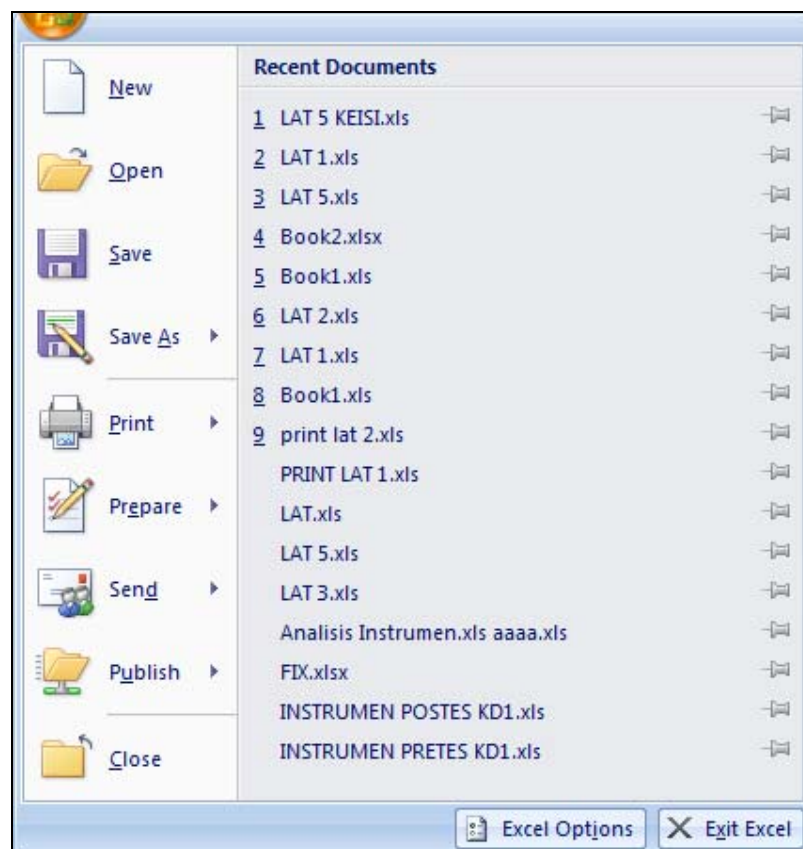 New
Open
Save
Save As
Print
Prepare
Send
Publish
Close
Recent Documents
1 LAT 5 KEISI.xls
2 LAT 1.xls
3 LAT 5.xls
4 Book2.xlsx
5 Book1.xls
6 LAT 2.xls
7 LAT 1.xls
8 Book1.xls
9 print lat 2.xls
PRINT LAT 1.xls
LAT.xls
LAT 5.xls
LAT 3.xls
Analisis Instrumen.xls aaaa.xls
FIX.xlsx
INSTRUMEN POSTES KD1.xls
INSTRUMEN PRETES KD1.xls
Excel Options
Exit Excel